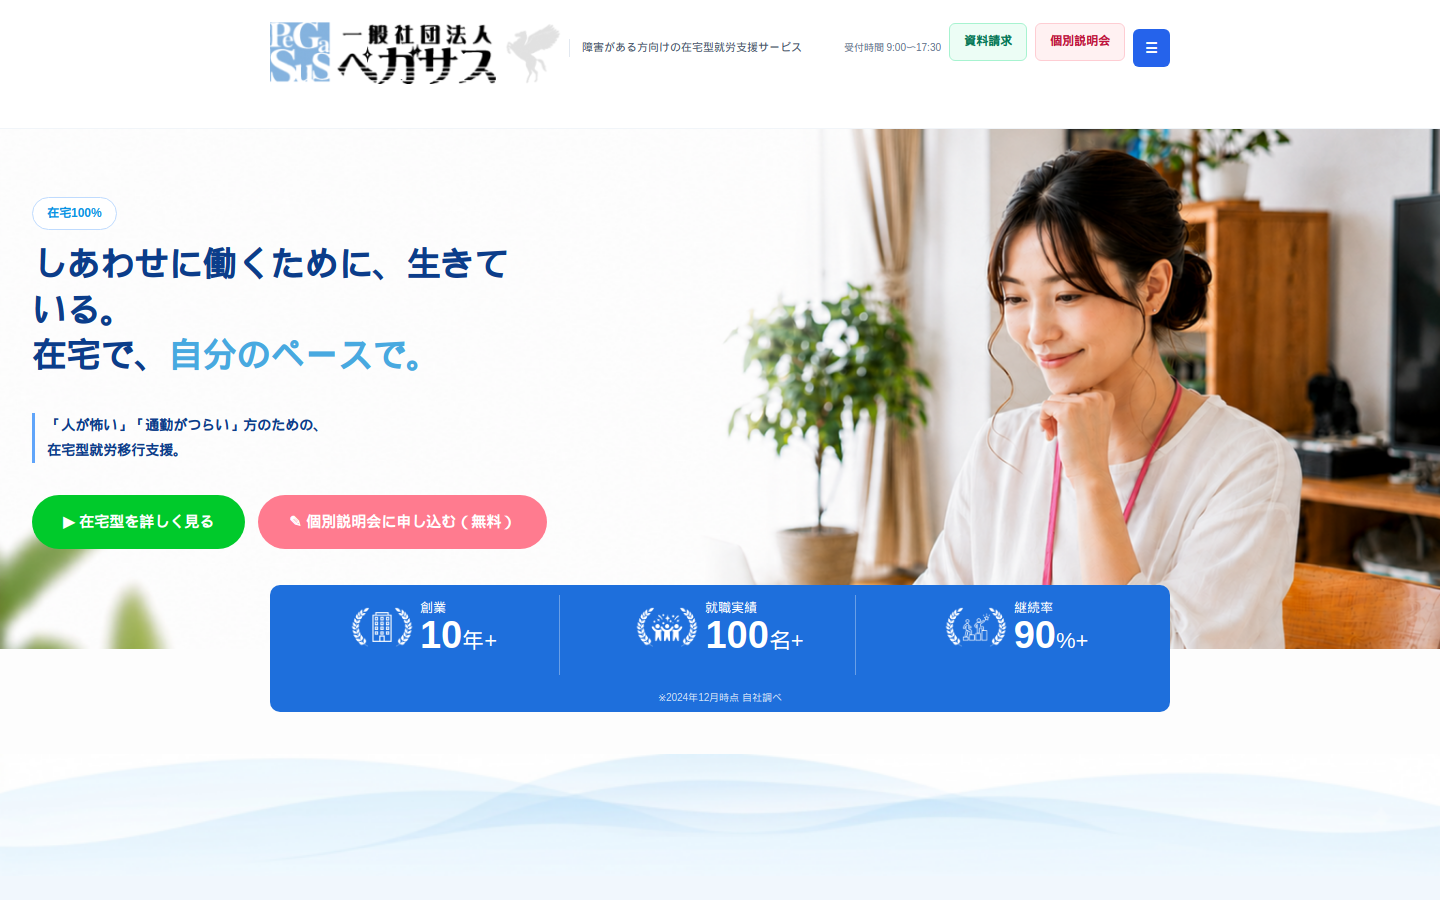 PeGaSuS
一般社団法人
ペガサス
障害がある方向けの在宅型就労支援サービス
受付時間 9:00〜17:30
資料請求
個別説明会
在宅100%
しあわせに働くために、生きて
いる。
在宅で、自分のペースで。
「人が怖い」「通勤がつらい」方のための、
在宅型就労移行支援。
▶ 在宅型を詳しく見る
✎ 個別説明会に申し込む（無料）
創業
10年+
就職実績
100名+
継続率
90%+
※2024年12月時点 自社調べ